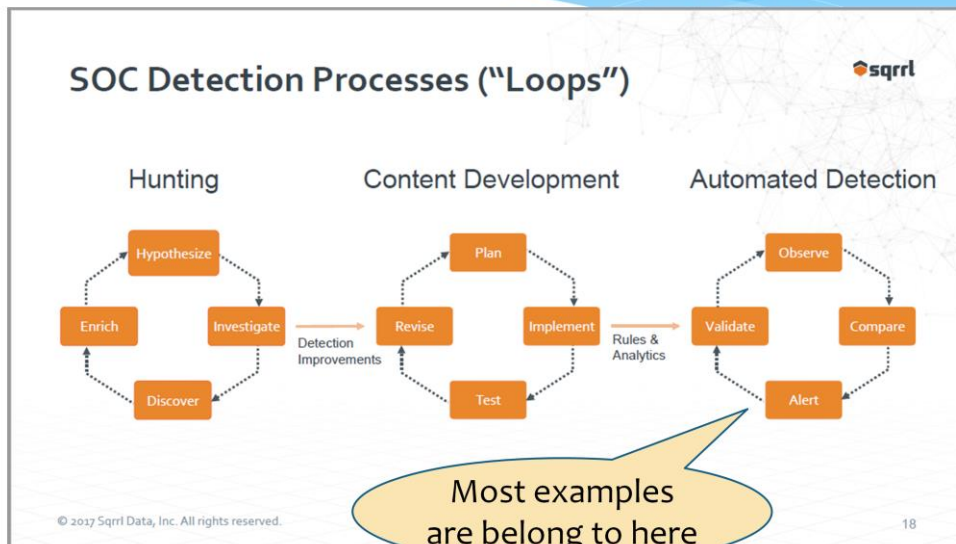 SOC Detection Processes (“Loops”)
sqrrl
Hunting
Content Development
Automated Detection
Hypothesize
Enrich
Investigate
Discover
Detection
Improvements
Plan
Revise
Implement
Test
Rules &
Analytics
Observe
Validate
Compare
Alert
Most examples
are belong to here
© 2017 Sqrrl Data, Inc. All rights reserved.
18